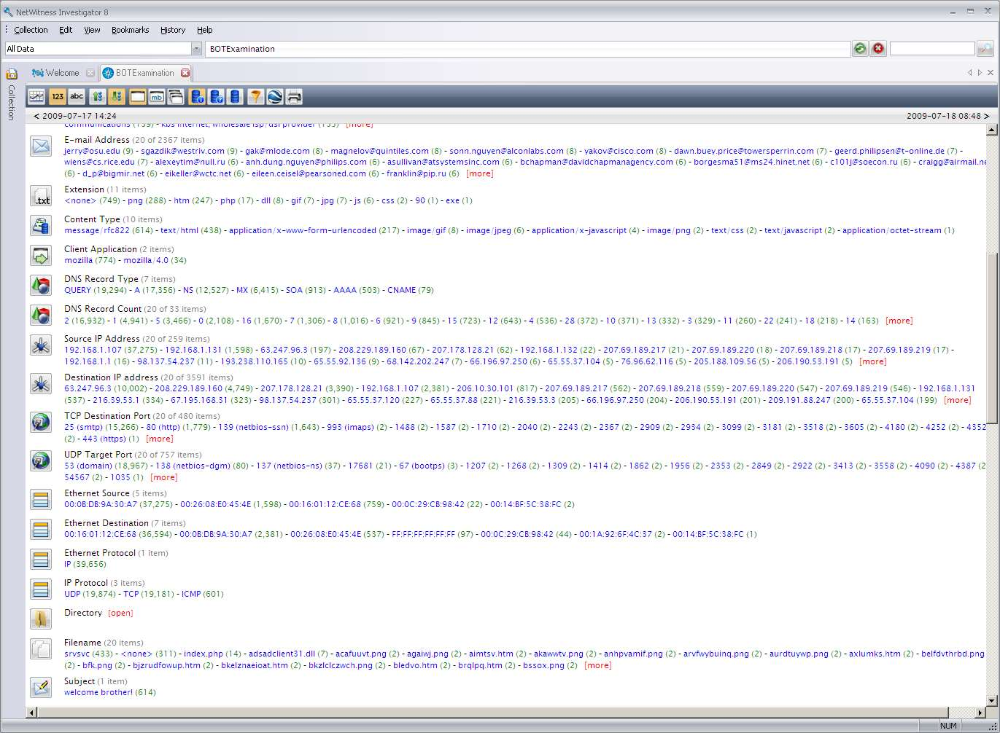 NetWitness Investigator 8
Collection Edit View Bookmarks History Help
All Data BOTExamination
Welcome BOTExamination
Collection
123 abc mb
< 2009-07-17 14:24 2009-07-18 08:48 >
communications (139) - kbs internet, wholesale isp/dsl provider (135) [more]
E-mail Address (20 of 2367 items)
jerry@osu.edu (9) - sgazdik@westriv.com (9) - gak@mlode.com (8) - magnelov@quintiles.com (8) - sonn.nguyen@alconlabs.com (8) - yakov@cisco.com (8) - dawn.buey.price@towersperrin.com (7) - geerd.philipsen@t-online.de (7) -
wiens@cs.rice.edu (7) - alexeytim@null.ru (6) - anh.dung.nguyen@philips.com (6) - asullivan@atsystemsinc.com (6) - bchapman@davidchapmanagency.com (6) - borgesma51@ms24.hinet.net (6) - c101j@soecon.ru (6) - craigg@airmail.ne
(6) - d_p@bigmir.net (6) - eikeller@wctc.net (6) - eileen.ceisel@pearsoned.com (6) - franklin@pip.ru (6) [more]
.txt
Extension (11 items)
<none> (749) - png (288) - htm (247) - php (17) - dll (8) - gif (7) - jpg (7) - js (6) - css (2) - 90 (1) - exe (1)
Content Type (10 items)
message/rfc822 (614) - text/html (438) - application/x-www-form-urlencoded (217) - image/gif (8) - image/jpeg (6) - application/x-javascript (4) - image/png (2) - text/css (2) - text/javascript (2) - application/octet-stream (1)
Client Application (2 items)
mozilla (774) - mozilla/4.0 (34)
DNS Record Type (7 items)
QUERY (19,294) - A (17,356) - NS (12,527) - MX (6,415) - SOA (913) - AAAA (503) - CNAME (79)
DNS Record Count (20 of 33 items)
2 (16,932) - 1 (4,941) - 5 (3,466) - 0 (2,108) - 16 (1,670) - 7 (1,306) - 8 (1,016) - 6 (921) - 9 (845) - 15 (723) - 12 (643) - 4 (536) - 28 (372) - 10 (371) - 13 (332) - 3 (329) - 11 (260) - 22 (241) - 18 (218) - 14 (163) [more]
Source IP Address (20 of 259 items)
192.168.1.107 (37,275) - 192.168.1.131 (1,598) - 63.247.96.3 (197) - 208.229.189.160 (67) - 207.178.128.21 (62) - 192.168.1.132 (22) - 207.69.189.217 (21) - 207.69.189.220 (18) - 207.69.189.218 (17) - 207.69.189.219 (17) -
192.168.1.1 (16) - 98.137.54.237 (11) - 193.238.110.165 (10) - 65.55.92.136 (9) - 68.142.202.247 (7) - 66.196.97.250 (6) - 65.55.37.104 (5) - 76.96.62.116 (5) - 205.188.109.56 (5) - 206.190.53.191 (5) [more]
Destination IP address (20 of 3591 items)
63.247.96.3 (10,002) - 208.229.189.160 (4,749) - 207.178.128.21 (3,390) - 192.168.1.107 (2,381) - 206.10.30.101 (817) - 207.69.189.217 (562) - 207.69.189.218 (559) - 207.69.189.220 (547) - 207.69.189.219 (546) - 192.168.1.131
(537) - 216.39.53.1 (334) - 67.195.168.31 (323) - 98.137.54.237 (301) - 65.55.37.120 (227) - 65.55.37.88 (221) - 216.39.53.3 (205) - 66.196.97.250 (204) - 206.190.53.191 (201) - 209.191.88.247 (200) - 65.55.37.104 (199) [more]
TCP Destination Port (20 of 480 items)
25 (smtp) (15,266) - 80 (http) (1,779) - 139 (netbios-ssn) (1,643) - 993 (imaps) (2) - 1488 (2) - 1587 (2) - 1710 (2) - 2040 (2) - 2243 (2) - 2367 (2) - 2909 (2) - 2934 (2) - 3099 (2) - 3181 (2) - 3518 (2) - 3605 (2) - 4180 (2) - 4252 (2) - 4352
(2) - 443 (https) (1) [more]
UDP Target Port (20 of 757 items)
53 (domain) (18,967) - 138 (netbios-dgm) (80) - 137 (netbios-ns) (37) - 17681 (21) - 67 (bootps) (3) - 1207 (2) - 1268 (2) - 1309 (2) - 1414 (2) - 1862 (2) - 1956 (2) - 2353 (2) - 2849 (2) - 2922 (2) - 3413 (2) - 3558 (2) - 4090 (2) - 4387 (2
54567 (2) - 1035 (1) [more]
Ethernet Source (5 items)
00:0B:DB:9A:30:A7 (37,275) - 00:26:08:E0:45:4E (1,598) - 00:16:01:12:CE:68 (759) - 00:0C:29:CB:98:42 (22) - 00:14:BF:5C:38:FC (2)
Ethernet Destination (7 items)
00:16:01:12:CE:68 (36,594) - 00:0B:DB:9A:30:A7 (2,381) - 00:26:08:E0:45:4E (537) - FF:FF:FF:FF:FF:FF (97) - 00:0C:29:CB:98:42 (44) - 00:1A:92:6F:4C:37 (2) - 00:14:BF:5C:38:FC (1)
Ethernet Protocol (1 item)
IP (39,656)
IP Protocol (3 items)
UDP (19,874) - TCP (19,181) - ICMP (601)
Directory [open]
Filename (20 items)
srvsvc (433) - <none> (311) - index.php (14) - adsadclient31.dll (7) - acafuuvt.png (2) - agaiwj.png (2) - aimtsv.htm (2) - akawwtv.png (2) - anhpvamif.png (2) - arvfwybuinq.png (2) - aurdtuywp.png (2) - axlumks.htm (2) - belfdvthrbd.png
(2) - bfk.png (2) - bjzrudfowup.htm (2) - bkelznaeioat.htm (2) - bkzlclczwch.png (2) - bledvo.htm (2) - brqlpq.htm (2) - bssox.png (2) [more]
Subject (1 item)
welcome brother! (614)
NUM